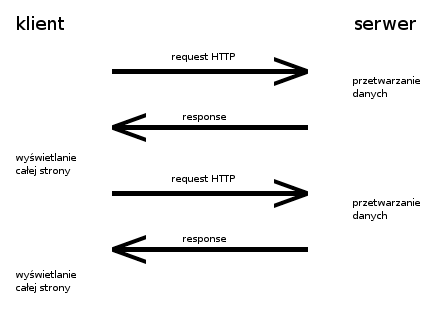 klient
serwer
request HTTP
przetwarzanie
danych
response
wyświetlanie
całej strony
request HTTP
przetwarzanie
danych
response
wyświetlanie
całej strony